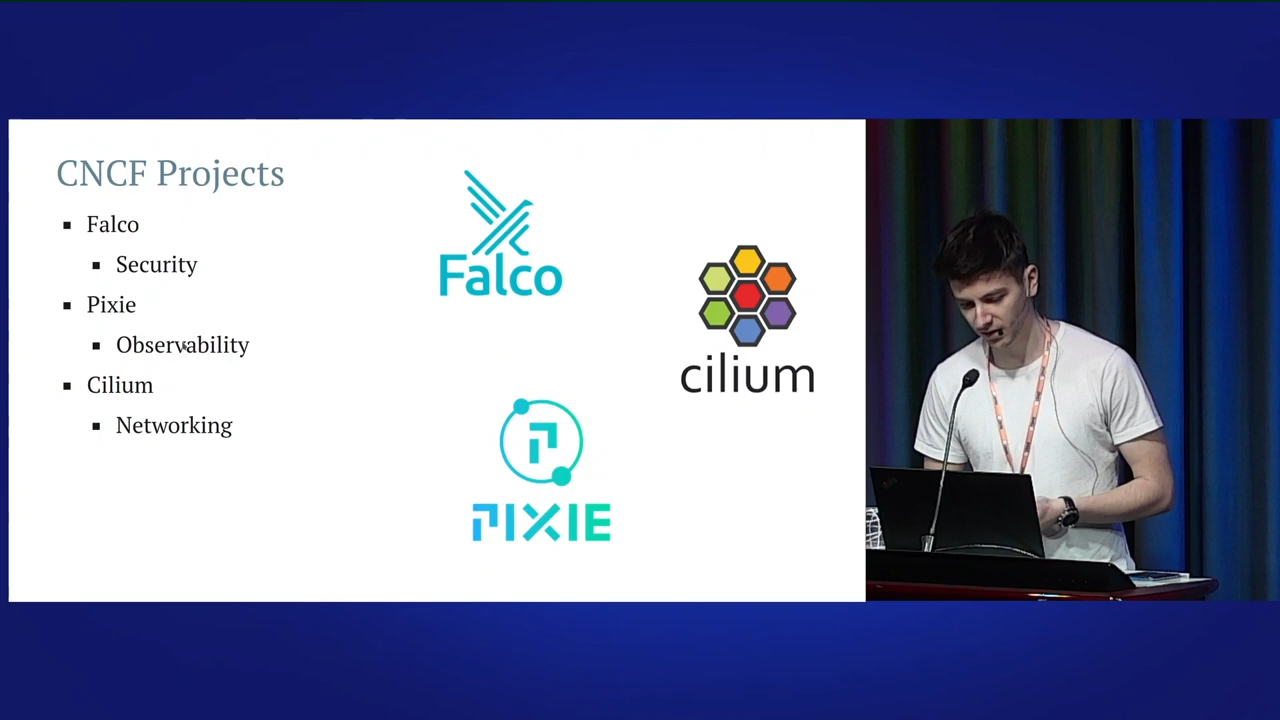 CNCF Projects
Falco
Security
Pixie
Observability
Cilium
Networking
Falco
cilium
PIXIE